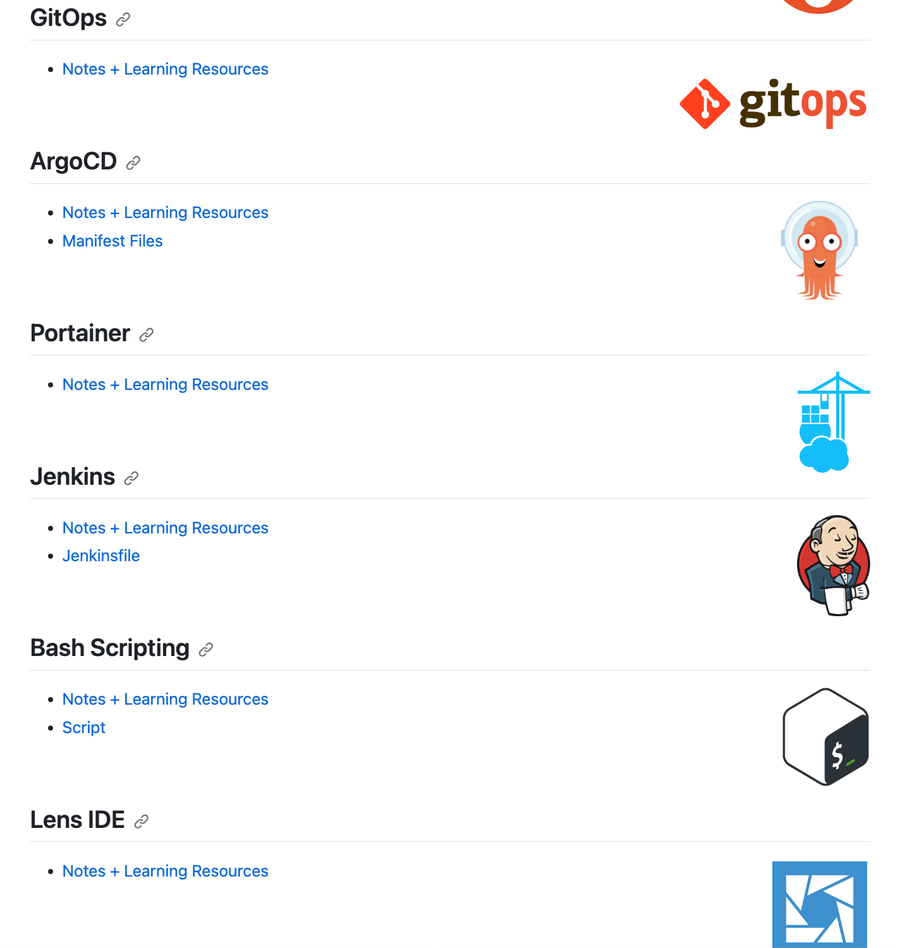 GitOps
Notes + Learning Resources
gitops
ArgoCD
Notes + Learning Resources
Manifest Files
Portainer
Notes + Learning Resources
Jenkins
Notes + Learning Resources
Jenkinsfile
Bash Scripting
Notes + Learning Resources
Script
$_
Lens IDE
Notes + Learning Resources